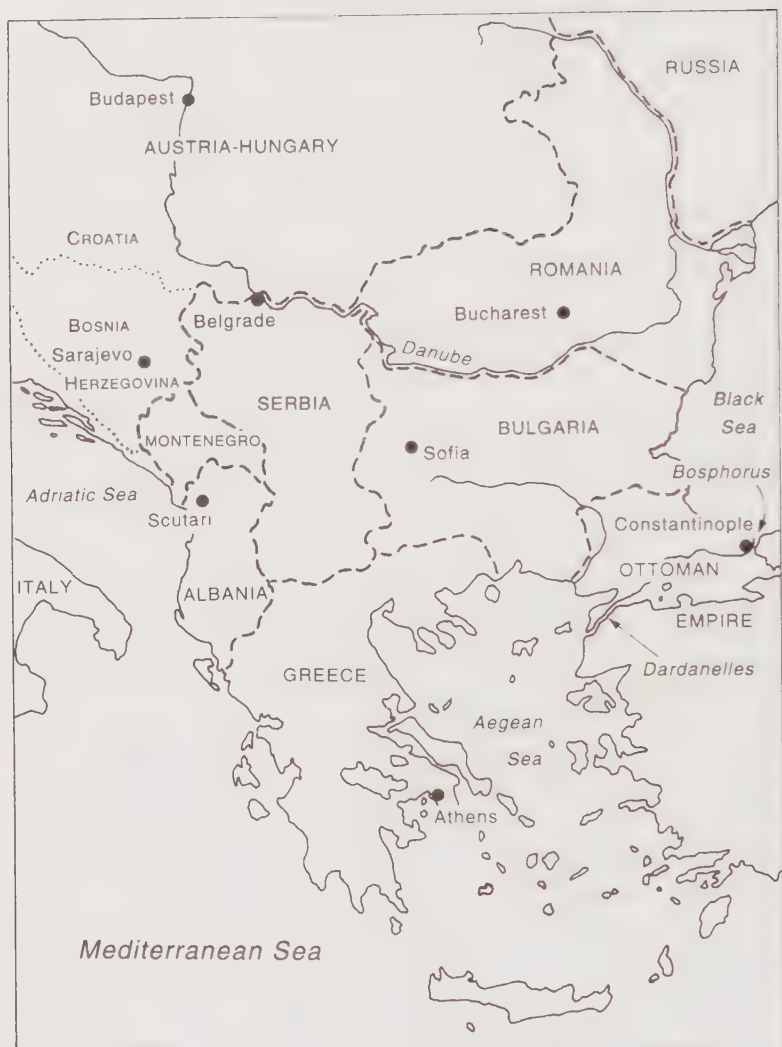 RUSSIA
Budapest
AUSTRIA-HUNGARY
CROATIA
ROMANIA
BOSNIA
Belgrade
Bucharest
Sarajevo
Danube
HERZEGOVINA
SERBIA
Black
Sea
MONTENEGRO
BULGARIA
Sofia
Bosphorus
Adriatic Sea
Scutari
Constantinople
ITALY
ALBANIA
OTTOMAN
EMPIRE
GREECE
Dardanelles
Aegean
Sea
Athens
Mediterranean Sea